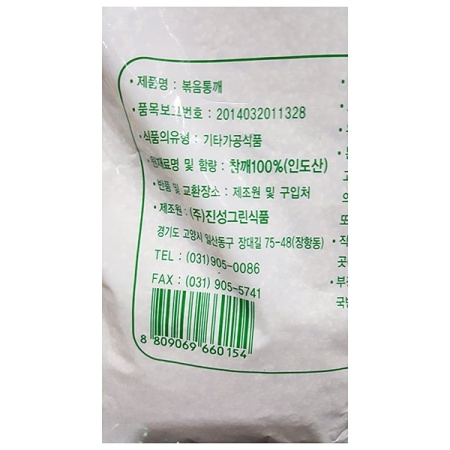 · 제품명 : 볶음통깨
· 품목보고번호 : 2014032011328
· 식품의유형 : 기타가공식품
· 원재료명 및 함량 : 참깨100%(인도산)
· 반품 및 교환장소 : 제조원 및 구입처
· 제조원 : (주)진성그린식품
경기도 고양시 일산동구 장대길 75-48(장항동)
TEL : (031)905-0086
FAX : (031) 905-5741
8 809069 660154